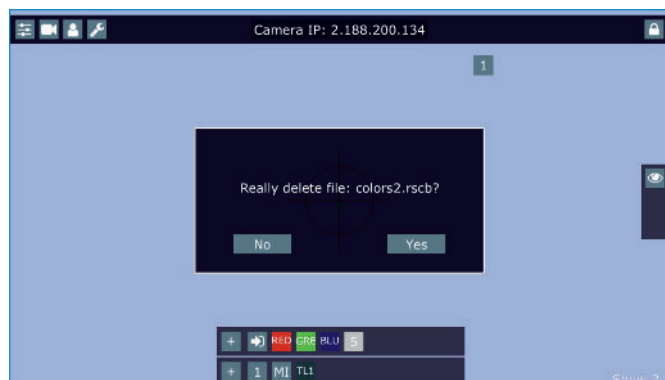 Camera IP: 2.188.200.134
1
Really delete file: colors2.rscb?
No Yes
+ RED GRE BLU S
+ 1 MI TL1